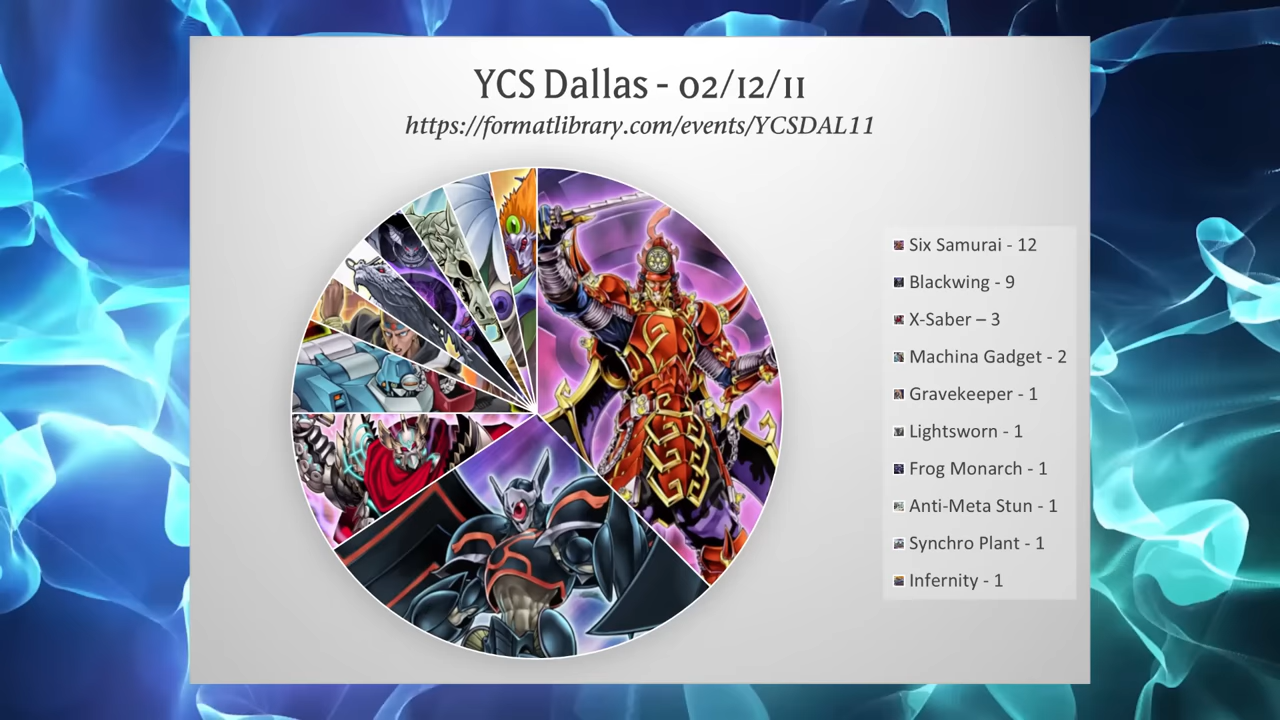 YCS Dallas - 02/12/11
https://formatlibrary.com/events/YCSDAL11
Six Samurai - 12
Blackwing - 9
X-Saber – 3
Machina Gadget - 2
Gravekeeper - 1
Lightsworn - 1
Frog Monarch - 1
Anti-Meta Stun - 1
Synchro Plant - 1
Infernity - 1